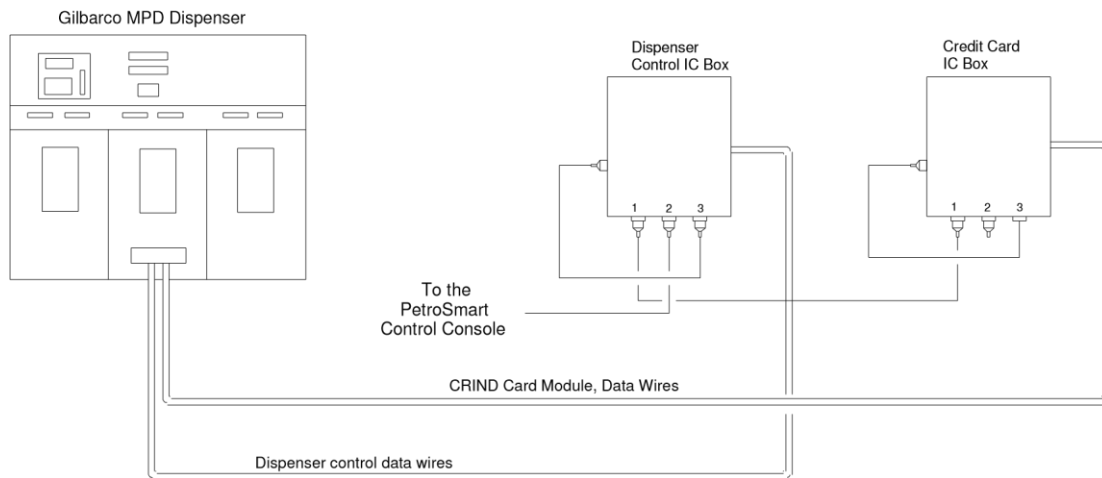 Gilbarco MPD Dispenser
Dispenser
Control IC Box
Credit Card
IC Box
1 2 3
1 2 3
To the
PetroSmart
Control Console
CRIND Card Module, Data Wires
Dispenser control data wires